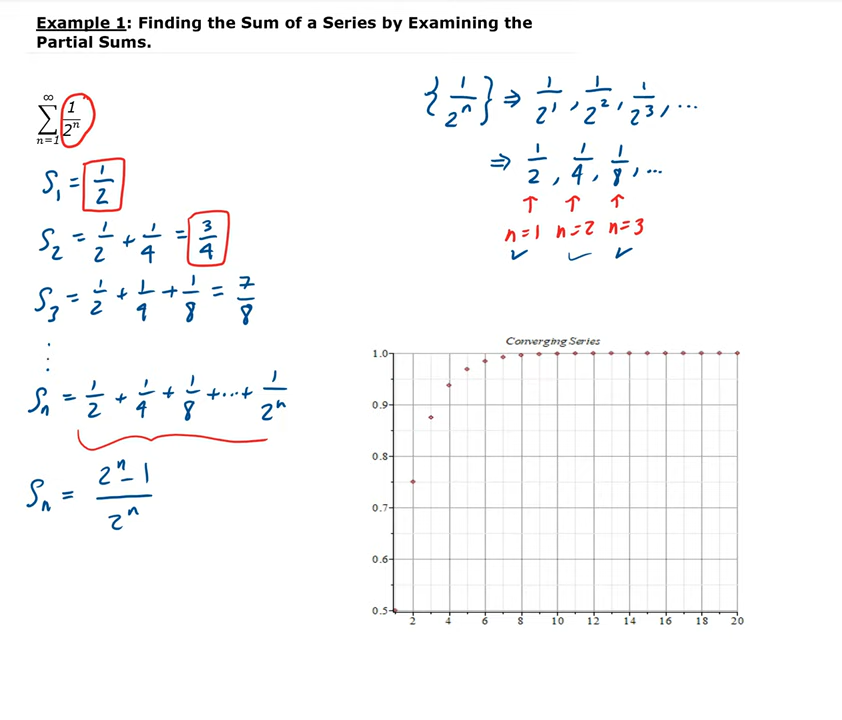 Example 1: Finding the Sum of a Series by Examining the
Partial Sums.
∞
∑ 1/2ⁿ
n=1
S₁ = 1/2
S₂ = 1/2 + 1/4 = 3/4
S₃ = 1/2 + 1/4 + 1/8 = 7/8
⋮
Sₙ = 1/2 + 1/4 + 1/8 + ... + 1/2ⁿ
Sₙ = (2ⁿ - 1)/2ⁿ
{1/2ⁿ} ⇒ 1/2¹, 1/2², 1/2³, ...
⇒ 1/2, 1/4, 1/8, ...
↑ ↑ ↑
n=1 n=2 n=3
✓ ✓ ✓
Converging Series
1.0
0.9
0.8
0.7
0.6
0.5
2 4 6 8 10 12 14 16 18 20